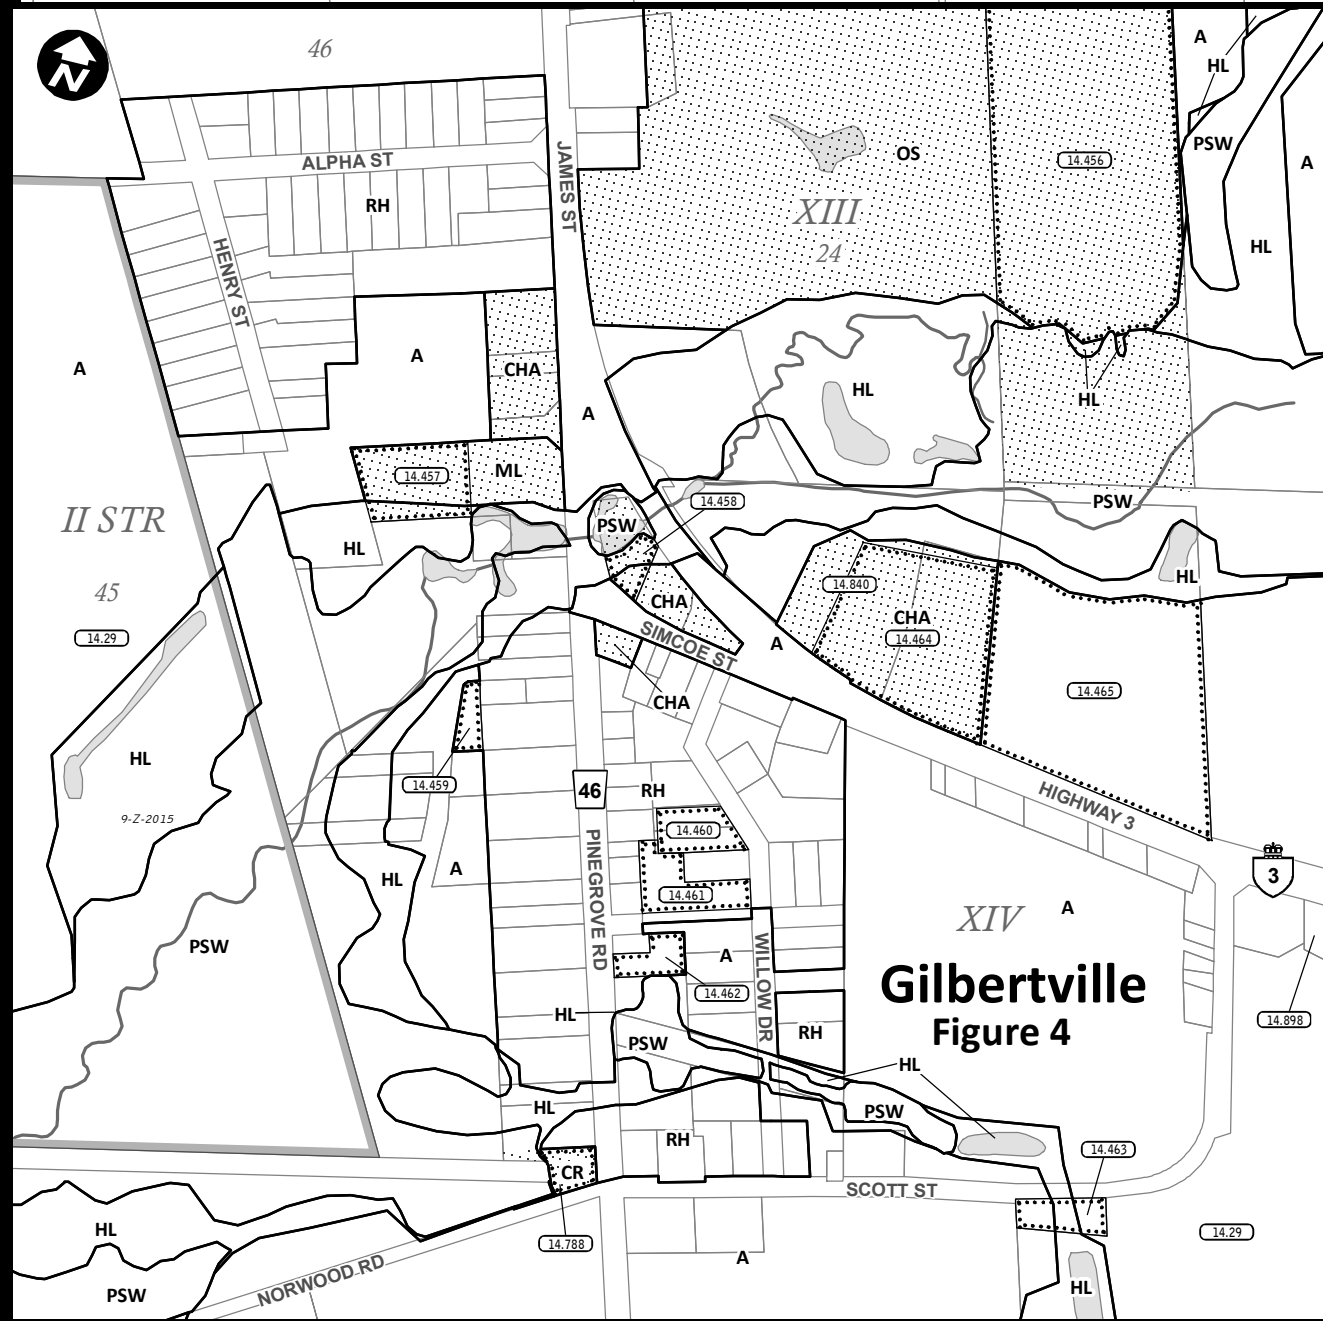 N
46
A
HL
ALPHA ST
JAMES ST
OS
14.456
PSW
A
RH
XIII
24
HENRY ST
HL
A
A
CHA
A
HL
HL
14.457
ML
14.458
PSW
PSW
II STR
HL
45
14.29
14.840
CHA
14.464
HL
CHA
SIMCOE ST
A
14.465
CHA
HL
9-Z-2015
14.459
46
RH
HIGHWAY 3
14.460
PINEGROVE RD
A
HL
14.461
3
XIV
A
PSW
WILLOW DR
A
14.462
Gilbertville
Figure 4
HL
RH
14.898
PSW
HL
HL
PSW
RH
CR
14.463
SCOTT ST
HL
14.788
14.29
A
NORWOOD RD
PSW
HL